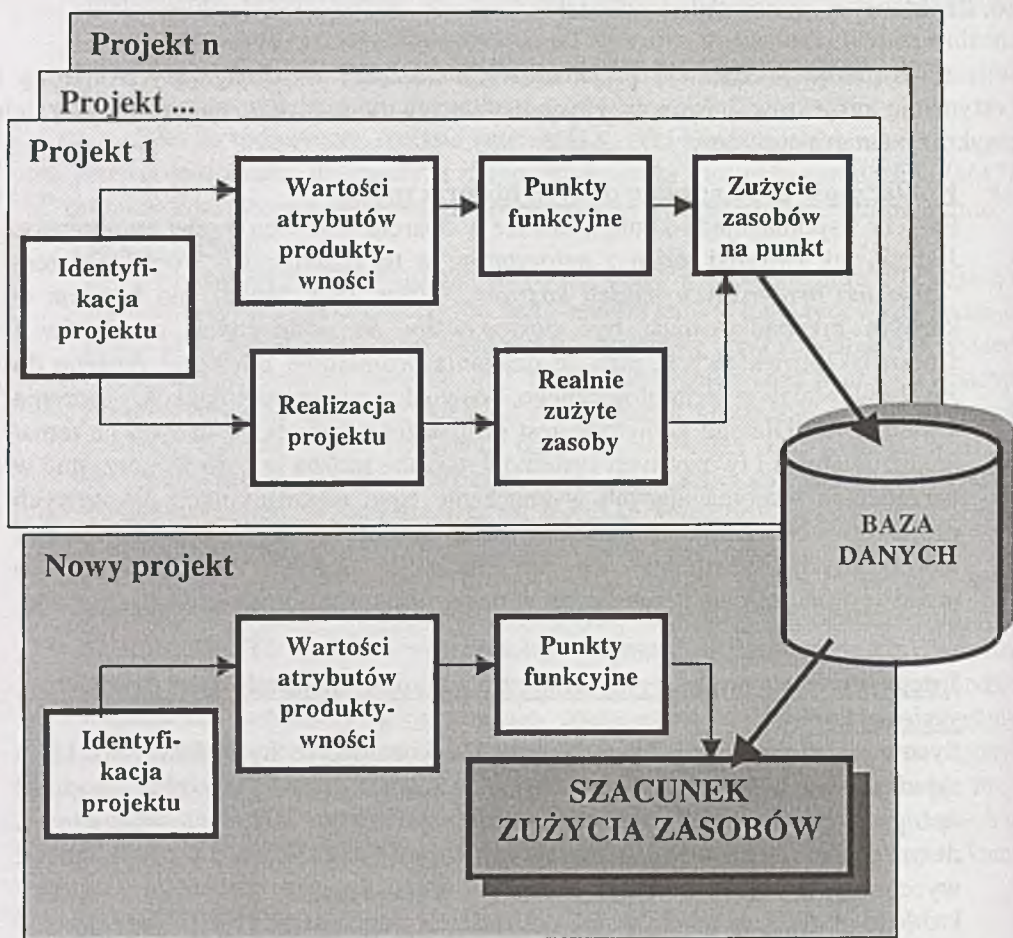 Projekt n
Projekt ...
Projekt 1
Identyfi-
kacja
projektu
Wartości
atrybutów
produkty-
wności
Punkty
funkcyjne
Zużycie
zasobów
na punkt
Realizacja
projektu
Realnie
zużyte
zasoby
BAZA
DANYCH
Nowy projekt
Identyfi-
kacja
projektu
Wartości
atrybutów
produkty-
wności
Punkty
funkcyjne
SZACUNEK
ZUŻYCIA ZASOBÓW